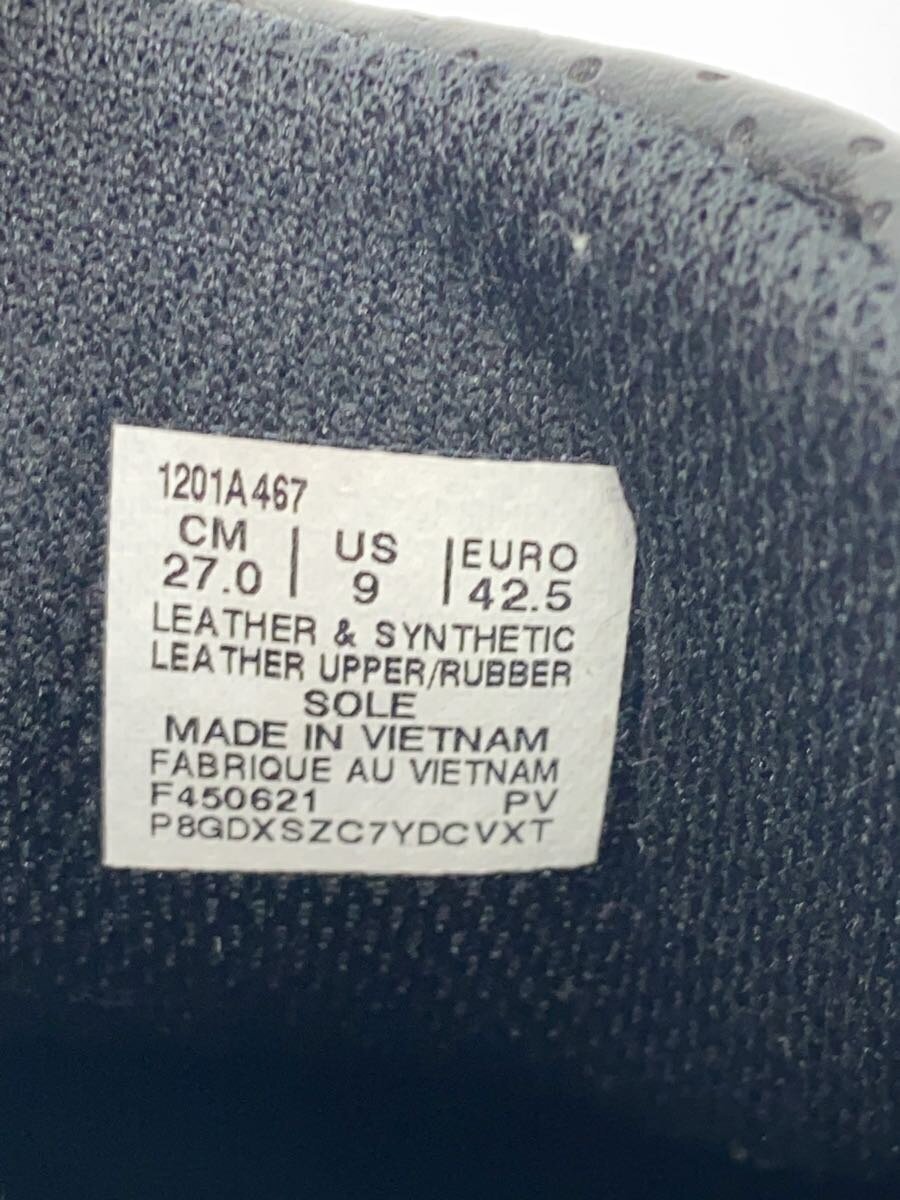 1201A467
CM | US | EURO
27.0 | 9 | 42.5
LEATHER & SYNTHETIC
LEATHER UPPER/RUBBER
SOLE
MADE IN VIETNAM
FABRIQUE AU VIETNAM
F450621 PV
P8GDXSZC7YDCVXT